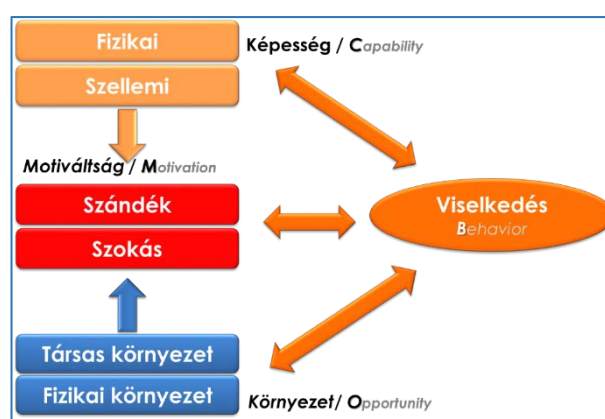 Fizikai
Képesség / Capability
Szellemi
Motiváltság / Motivation
Szándék
Szokás
Viselkedés
Behavior
Társas környezet
Fizikai környezet
Környezet/ Opportunity